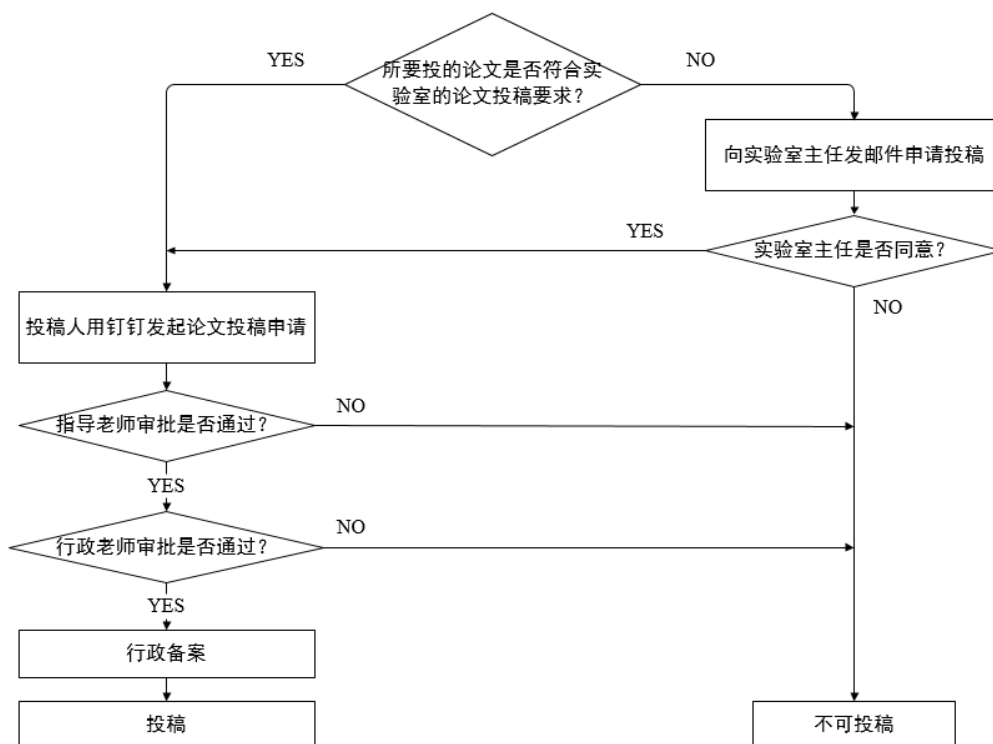 YES
所要投的论文是否符合实
验室的论文投稿要求？
NO
向实验室主任发邮件申请投稿
YES
实验室主任是否同意？
NO
投稿人用钉钉发起论文投稿申请
指导老师审批是否通过？
NO
YES
行政老师审批是否通过？
NO
YES
行政备案
投稿
不可投稿